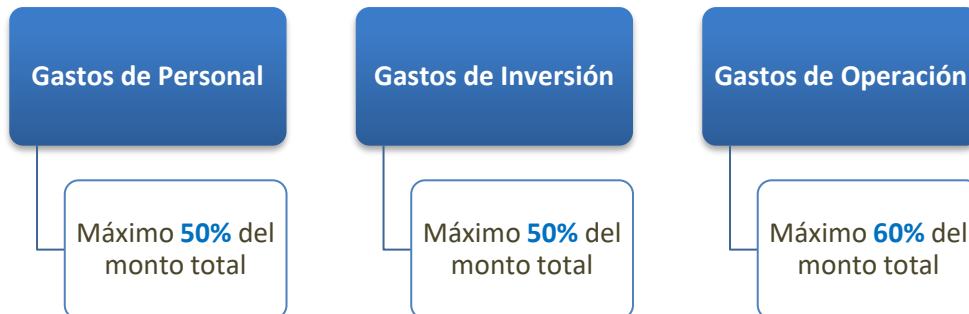 Gastos de Personal
Máximo 50% del
monto total
Gastos de Inversión
Máximo 50% del
monto total
Gastos de Operación
Máximo 60% del
monto total